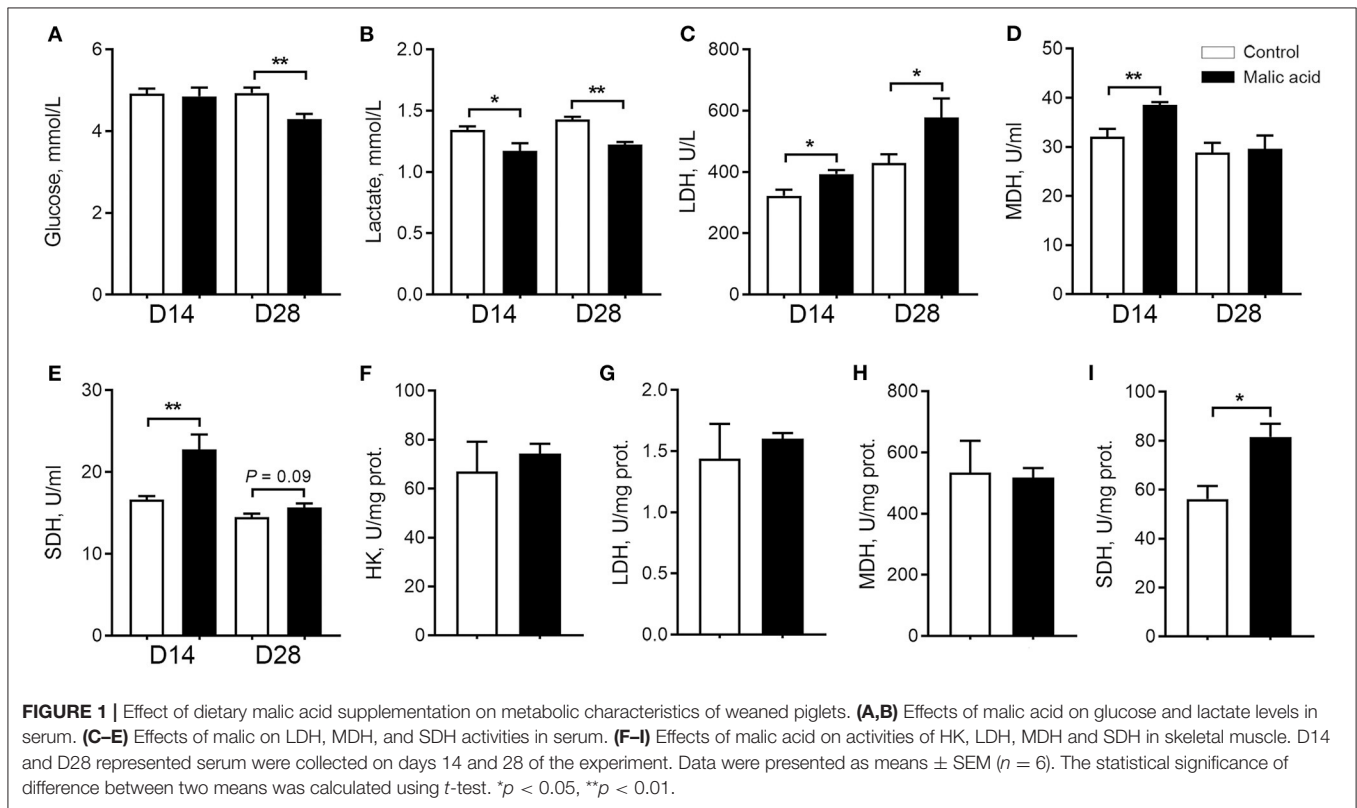 A
Glucose, mmol/L
6
4
2
0
**
D14 D28
B
Lactate, mmol/L
2.0
1.5
1.0
0.5
0.0
*
**
D14 D28
C
LDH, U/L
800
600
400
200
0
*
*
D14 D28
D
MDH, U/ml
50
40
30
20
10
0
**
Control
Malic acid
D14 D28
E
SDH, U/ml
30
20
10
0
**
P = 0.09
D14 D28
F
HK, U/mg prot.
100
80
60
40
20
0
G
LDH, U/mg prot.
2.0
1.5
1.0
0.5
0.0
H
MDH, U/mg prot.
800
600
400
200
0
I
SDH, U/mg prot.
100
80
60
40
20
0
*
FIGURE 1 | Effect of dietary malic acid supplementation on metabolic characteristics of weaned piglets. (A,B) Effects of malic acid on glucose and lactate levels in
serum. (C–E) Effects of malic on LDH, MDH, and SDH activities in serum. (F–I) Effects of malic acid on activities of HK, LDH, MDH and SDH in skeletal muscle. D14
and D28 represented serum were collected on days 14 and 28 of the experiment. Data were presented as means ± SEM (n = 6). The statistical significance of
difference between two means was calculated using t-test. *p < 0.05, **p < 0.01.